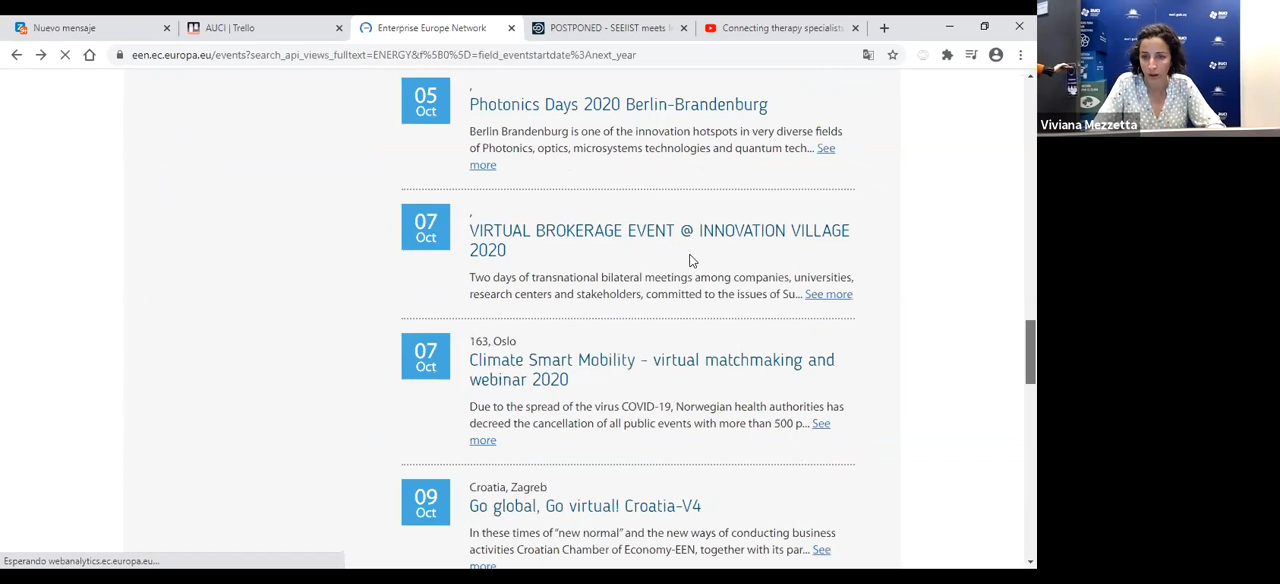 Nuevo mensaje
AUCI | Trello
Enterprise Europe Network
POSTPONED - SEEIIST meets
Connecting therapy specialists
een.ec.europa.eu/events?search_api_views_fulltext=ENERGY&f%5B0%5D=field_eventstartdate%3Anext_year
Viviana Mezzetta
05
Oct
,
Photonics Days 2020 Berlin-Brandenburg
Berlin Brandenburg is one of the innovation hotspots in very diverse fields
of Photonics, optics, microsystems technologies and quantum tech... See
more
07
Oct
,
VIRTUAL BROKERAGE EVENT @ INNOVATION VILLAGE
2020
Two days of transnational bilateral meetings among companies, universities,
research centers and stakeholders, committed to the issues of Su... See more
07
Oct
163, Oslo
Climate Smart Mobility - virtual matchmaking and
webinar 2020
Due to the spread of the virus COVID-19, Norwegian health authorities has
decreed the cancellation of all public events with more than 500 p... See
more
09
Oct
Croatia, Zagreb
Go global, Go virtual! Croatia-V4
In these times of "new normal" and the new ways of conducting business
activities Croatian Chamber of Economy-EEN, together with its par... See
more
Esperando webanalytics.ec.europa.eu...